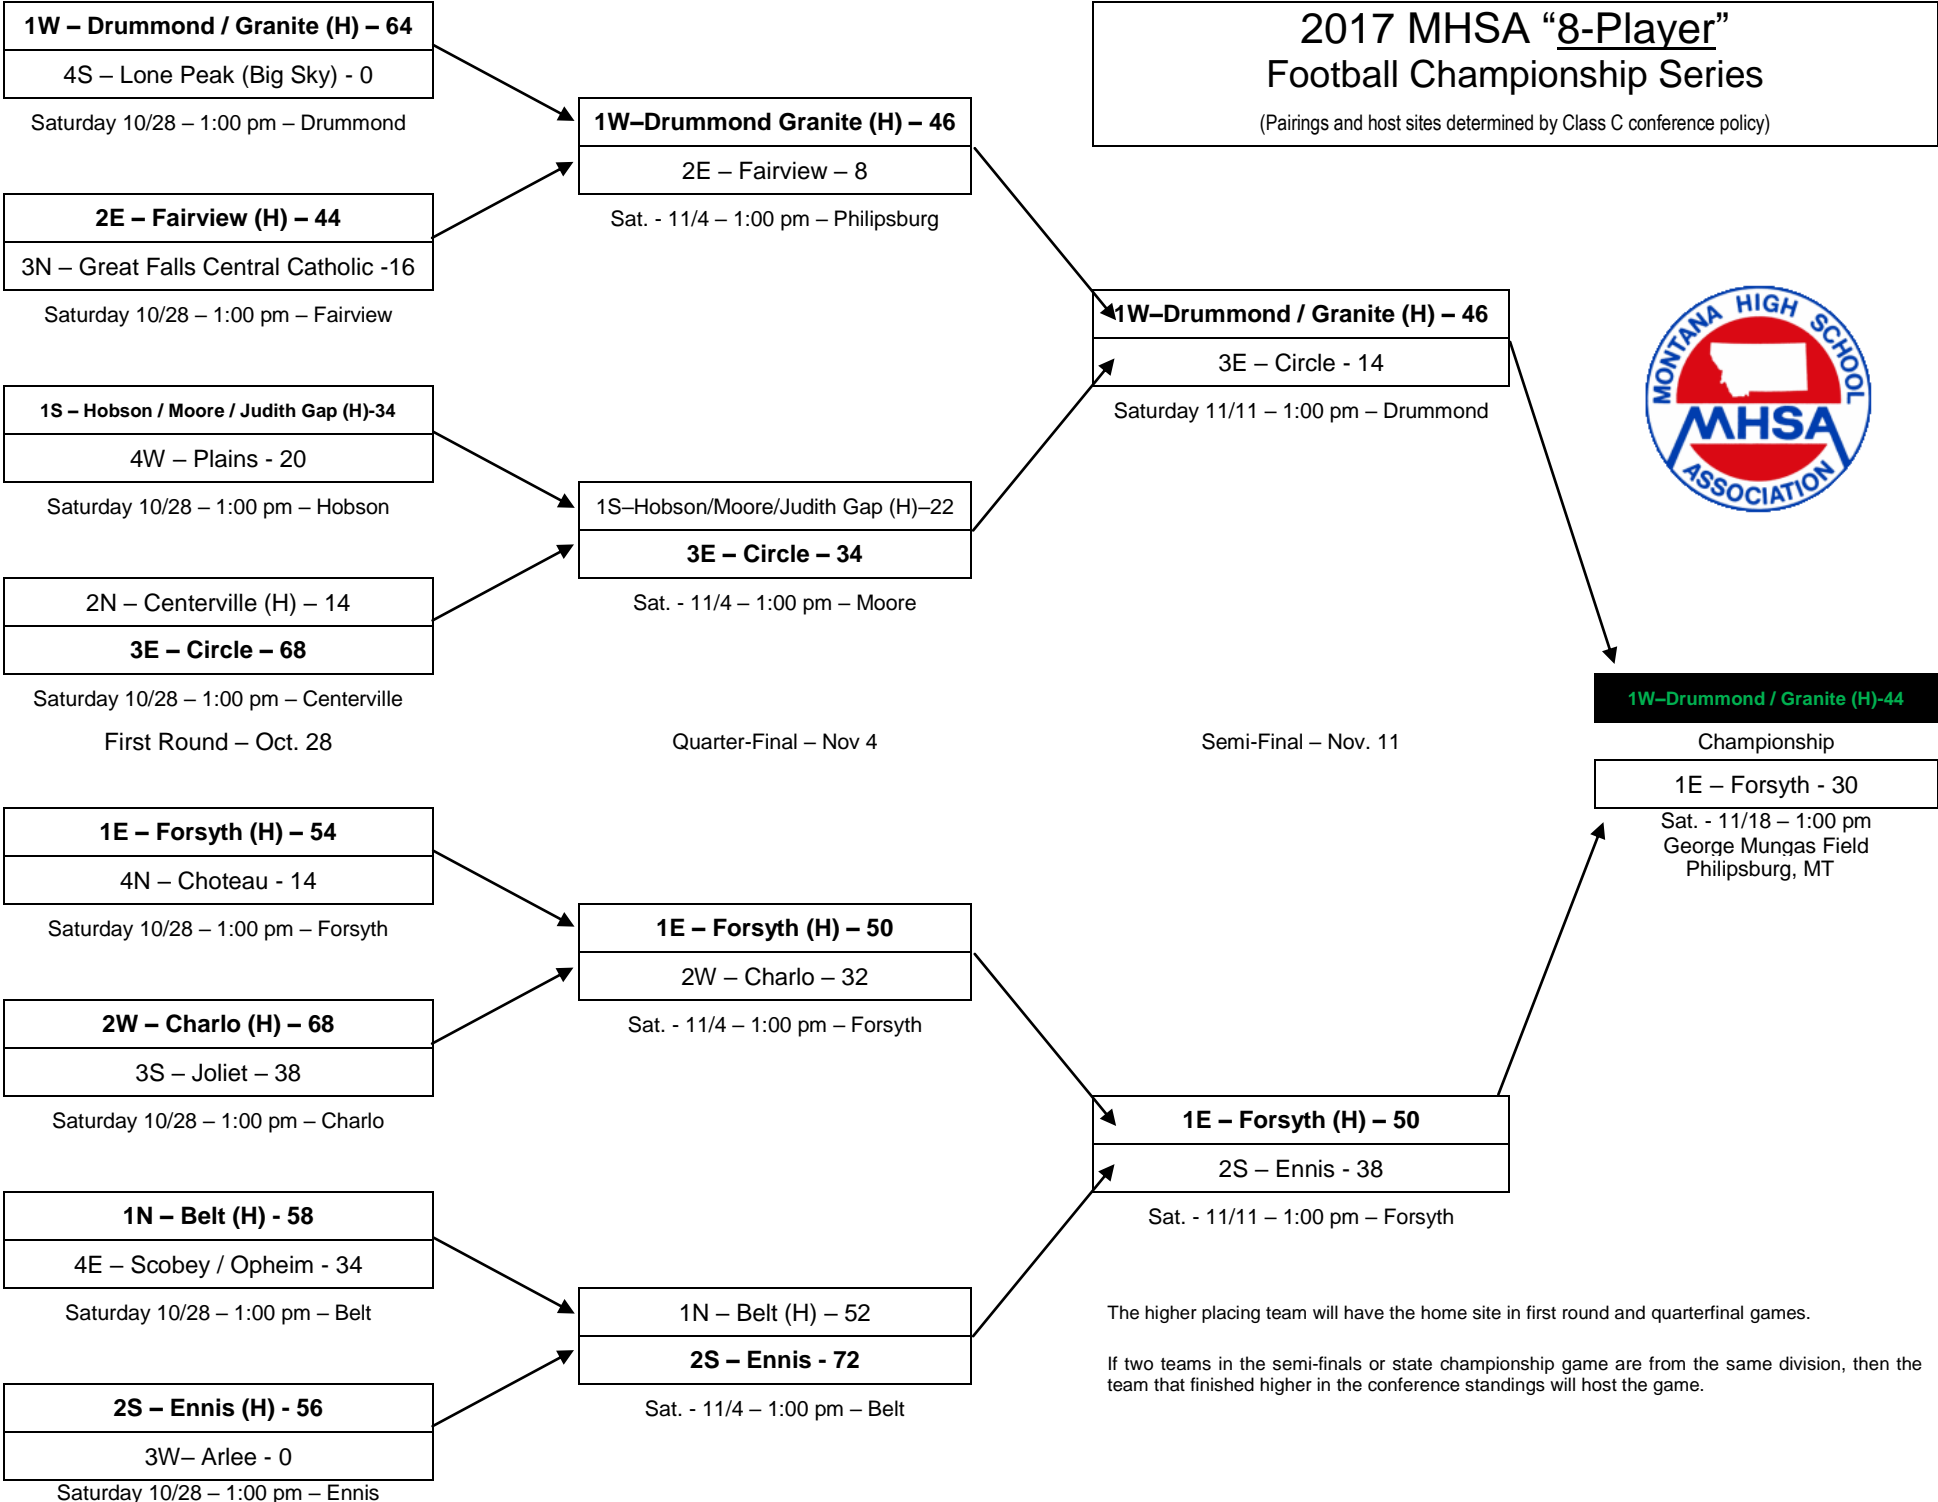 2017 MHSA “8-Player”
Football Championship Series
(Pairings and host sites determined by Class C conference policy)
1W – Drummond / Granite (H) – 64
4S – Lone Peak (Big Sky) - 0
Saturday 10/28 – 1:00 pm – Drummond
2E – Fairview (H) – 44
3N – Great Falls Central Catholic -16
Saturday 10/28 – 1:00 pm – Fairview
1S – Hobson / Moore / Judith Gap (H)-34
4W – Plains - 20
Saturday 10/28 – 1:00 pm – Hobson
2N – Centerville (H) – 14
3E – Circle – 68
Saturday 10/28 – 1:00 pm – Centerville
First Round – Oct. 28
1E – Forsyth (H) – 54
4N – Choteau - 14
Saturday 10/28 – 1:00 pm – Forsyth
2W – Charlo (H) – 68
3S – Joliet – 38
Saturday 10/28 – 1:00 pm – Charlo
1N – Belt (H) - 58
4E – Scobey / Opheim - 34
Saturday 10/28 – 1:00 pm – Belt
2S – Ennis (H) - 56
3W– Arlee - 0
Saturday 10/28 – 1:00 pm – Ennis
1W–Drummond Granite (H) – 46
2E – Fairview – 8
Sat. - 11/4 – 1:00 pm – Philipsburg
1S–Hobson/Moore/Judith Gap (H)–22
3E – Circle – 34
Sat. - 11/4 – 1:00 pm – Moore
Quarter-Final – Nov 4
1E – Forsyth (H) – 50
2W – Charlo – 32
Sat. - 11/4 – 1:00 pm – Forsyth
1N – Belt (H) – 52
2S – Ennis - 72
Sat. - 11/4 – 1:00 pm – Belt
1W–Drummond / Granite (H) – 46
3E – Circle - 14
Saturday 11/11 – 1:00 pm – Drummond
Semi-Final – Nov. 11
1E – Forsyth (H) – 50
2S – Ennis - 38
Sat. - 11/11 – 1:00 pm – Forsyth
MONTANA HIGH SCHOOL
MHSA
ASSOCIATION
1W–Drummond / Granite (H)-44
Championship
1E – Forsyth - 30
Sat. - 11/18 – 1:00 pm
George Mungas Field
Philipsburg, MT
The higher placing team will have the home site in first round and quarterfinal games.
If two teams in the semi-finals or state championship game are from the same division, then the
team that finished higher in the conference standings will host the game.